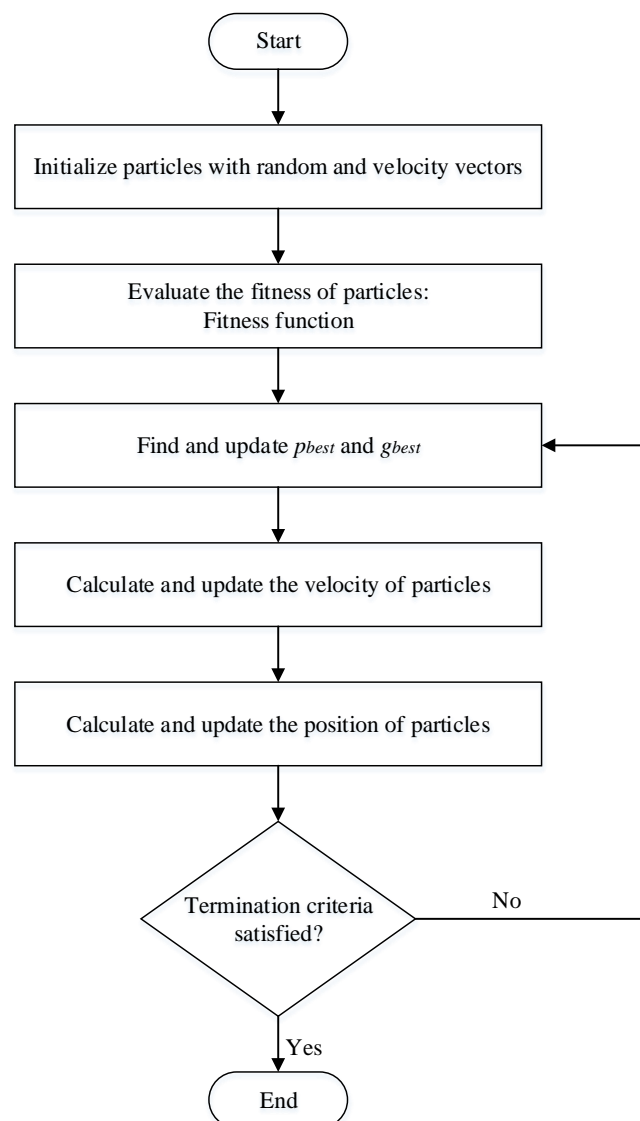 Start
Initialize particles with random and velocity vectors
Evaluate the fitness of particles:
Fitness function
Find and update pbest and gbest
Calculate and update the velocity of particles
Calculate and update the position of particles
Termination criteria
satisfied?
No
Yes
End